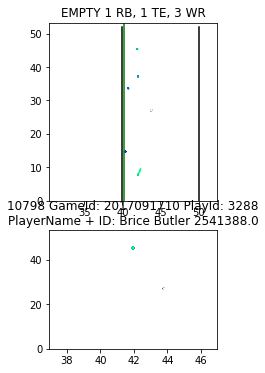 EMPTY 1 RB, 1 TE, 3 WR
50
40
30
20
10
0
35 40 45 50
10798 GameId: 2017091710 PlayId: 3288
PlayerName + ID: Brice Butler 2541388.0
40
20
0
38 40 42 44 46